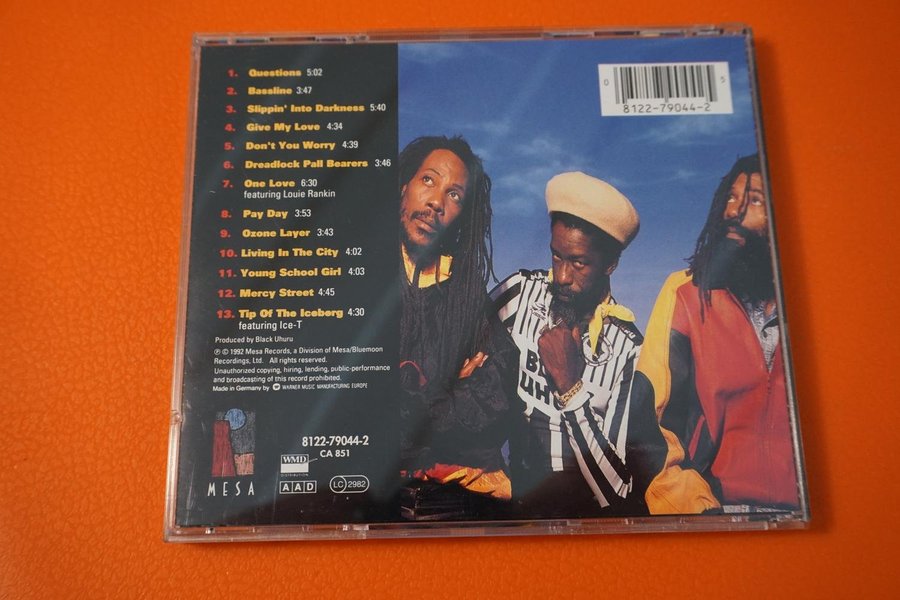 1. Questions 5:02
2. Bassline 3:47
3. Slippin' Into Darkness 5:40
4. Give My Love 4:34
5. Don't You Worry 4:39
6. Dreadlock Pall Bearers 3:46
7. One Love 6:30
featuring Louie Rankin
8. Pay Day 3:53
9. Ozone Layer 3:43
10. Living In The City 4:02
11. Young School Girl 4:03
12. Mercy Street 4:45
13. Tip Of The Iceberg 4:30
featuring Ice-T
Produced by Black Uhuru
℗ © 1992 Mesa Records, a Division of Mesa/Bluemoon
Recordings, Ltd. All rights reserved.
Unauthorized copying, hiring, lending, public-performance
and broadcasting of this record prohibited.
Made in Germany by WARNER MUSIC MANUFACTURING EUROPE
MESA
8122-79044-2
CA 851
WMD
DISTRIBUTION
AAD
LC 2982
0 5
8122-79044-2